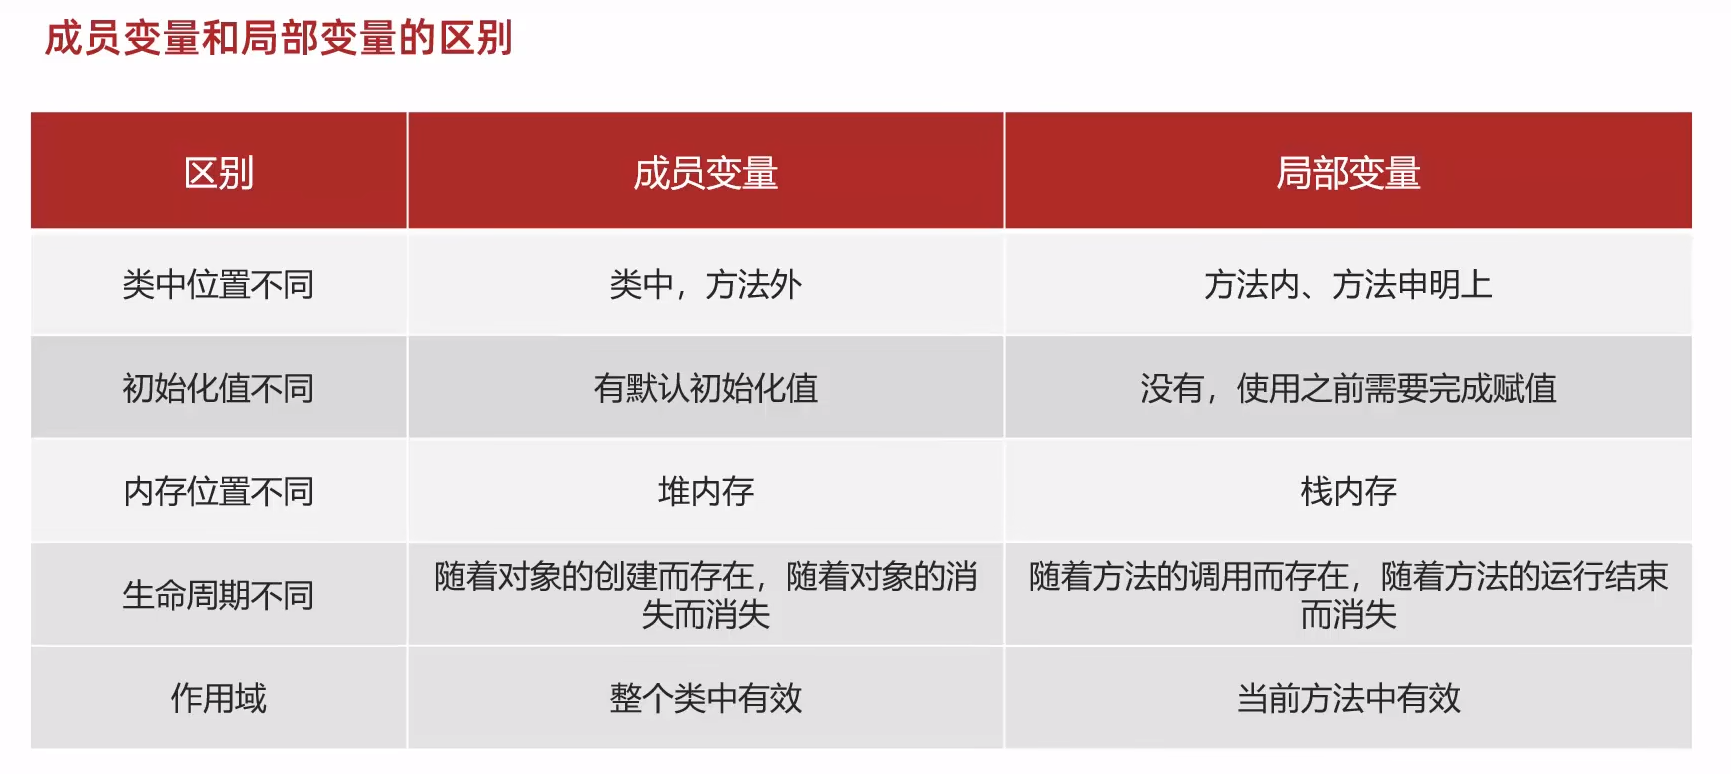 成员变量和局部变量的区别
区别 成员变量 局部变量
类中位置不同 类中，方法外 方法内、方法申明上
初始化值不同 有默认初始化值 没有，使用之前需要完成赋值
内存位置不同 堆内存 栈内存
生命周期不同 随着对象的创建而存在，随着对象的消
失而消失 随着方法的调用而存在，随着方法的运行结束
而消失
作用域 整个类中有效 当前方法中有效